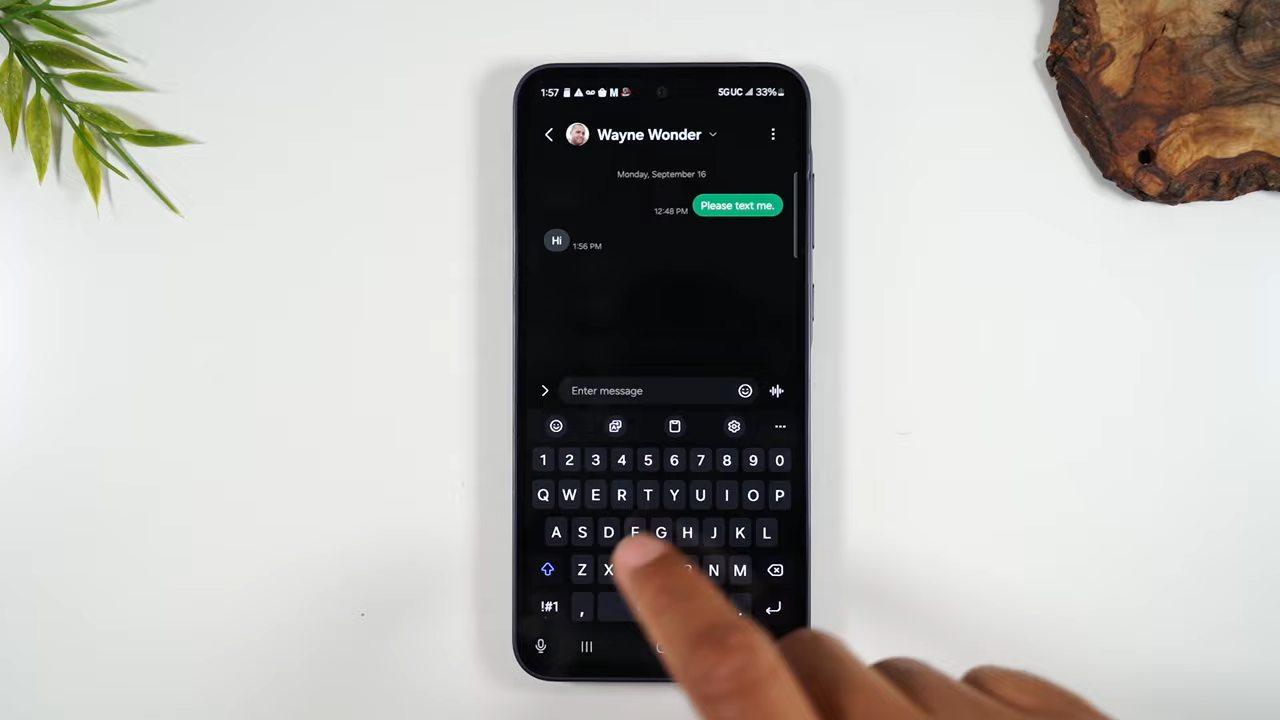 1:57 M 5GUC 33%
Wayne Wonder
Monday, September 16
12:48 PM Please text me.
Hi 1:56 PM
Enter message
1 2 3 4 5 6 7 8 9 0
Q W E R T Y U I O P
A S D F G H J K L
Z X N M
!#1 , .